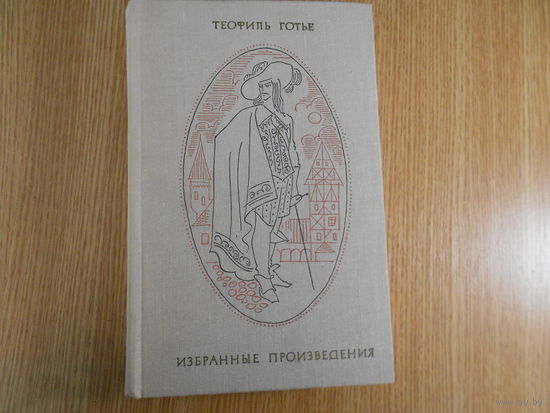 ТЕОФИЛЬ ГОТЬЕ
ИЗБРАННЫЕ ПРОИЗВЕДЕНИЯ